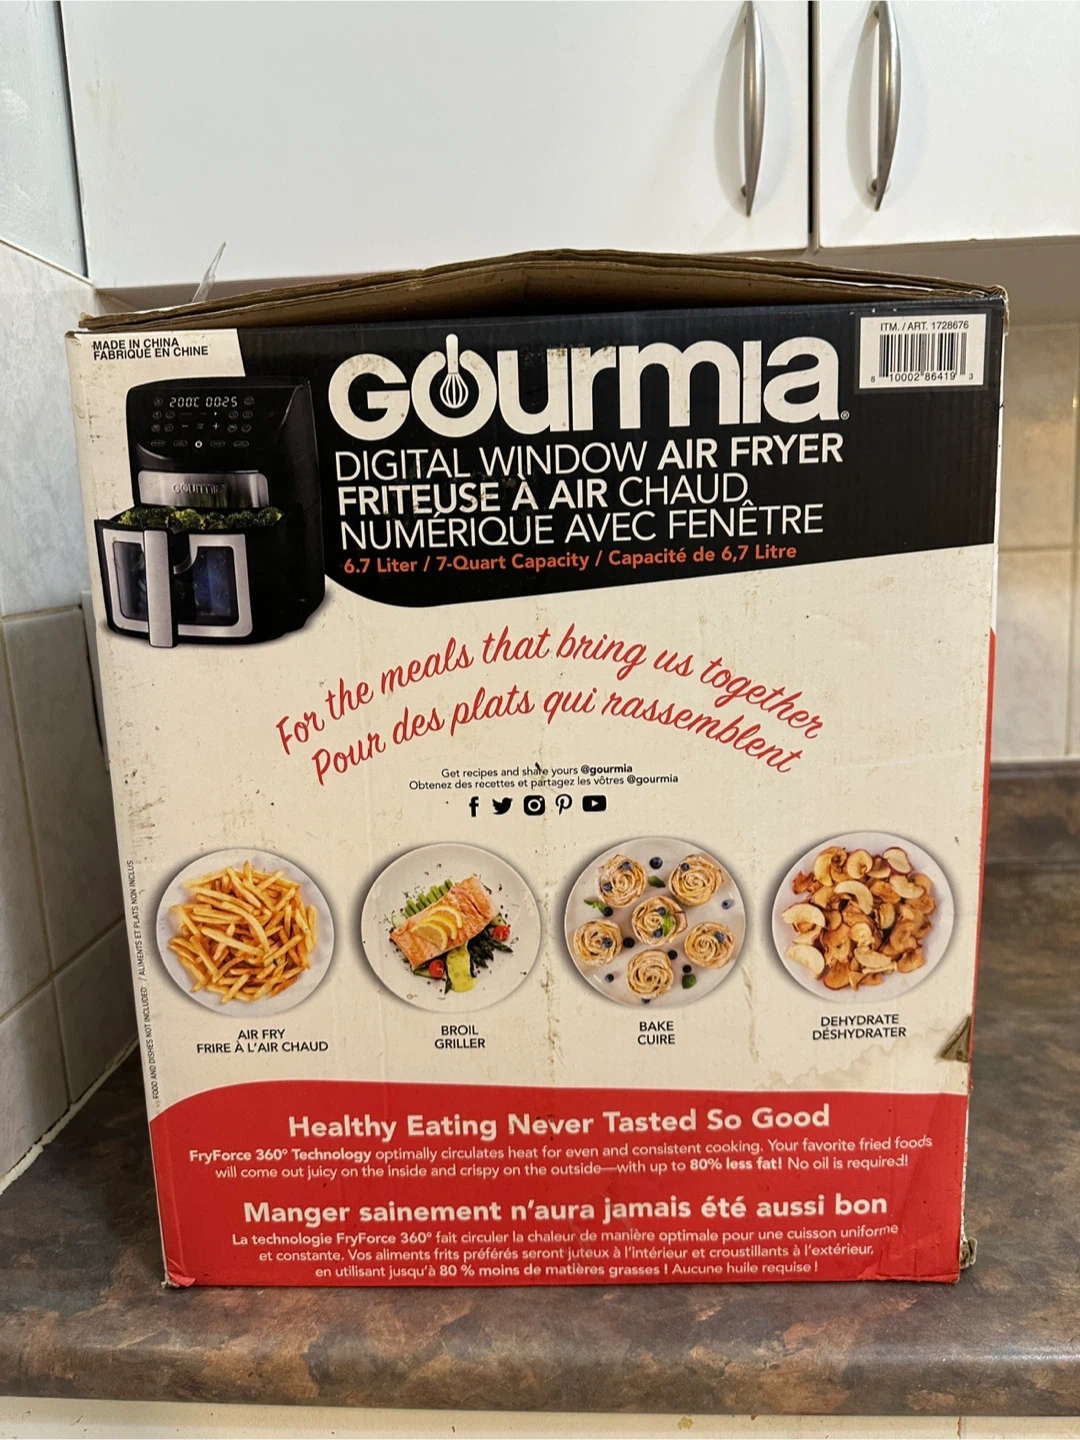 MADE IN CHINA
FABRIQUÉ EN CHINE
ITM. / ART. 1728676
8 10002 86419 3
GOURMIA®
200C 0025
GOURMIA
DIGITAL WINDOW AIR FRYER
FRITEUSE À AIR CHAUD
NUMÉRIQUE AVEC FENÊTRE
6.7 Liter / 7-Quart Capacity / Capacité de 6,7 Litre
For the meals that bring us together
Pour des plats qui rassemblent
Get recipes and share yours @gourmia
Obtenez des recettes et partagez les vôtres @gourmia
FOOD AND DISHES NOT INCLUDED / ALIMENTS ET PLATS NON INCLUS
AIR FRY
FRIRE À L'AIR CHAUD
BROIL
GRILLER
BAKE
CUIRE
DEHYDRATE
DÉSHYDRATER
Healthy Eating Never Tasted So Good
FryForce 360° Technology optimally circulates heat for even and consistent cooking. Your favorite fried foods
will come out juicy on the inside and crispy on the outside—with up to 80% less fat! No oil is required!
Manger sainement n'aura jamais été aussi bon
La technologie FryForce 360° fait circuler la chaleur de manière optimale pour une cuisson uniforme
et constante. Vos aliments frits préférés seront juteux à l'intérieur et croustillants à l'extérieur,
en utilisant jusqu'à 80 % moins de matières grasses ! Aucune huile requise !